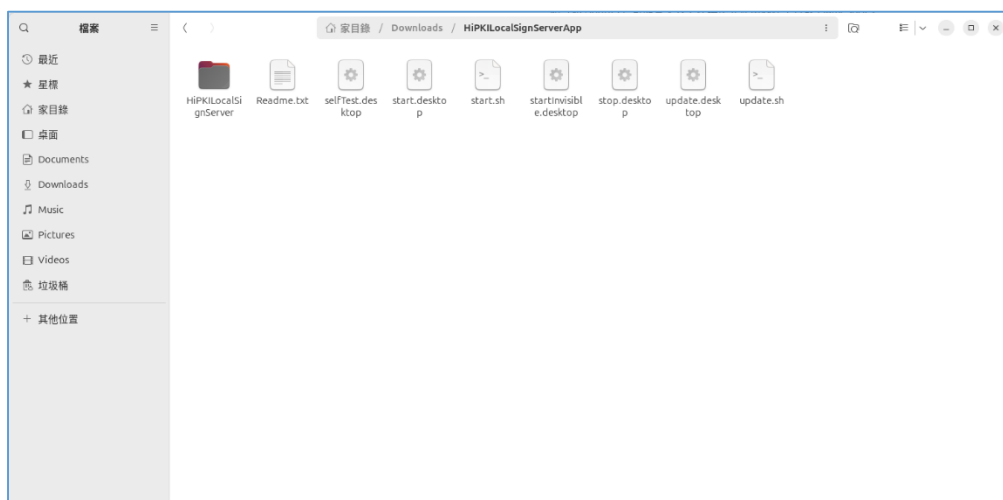 檔案
家目錄 / Downloads / HiPKILocalSignServerApp
最近
星標
家目錄
桌面
Documents
Downloads
Music
Pictures
Videos
垃圾桶
其他位置
HiPKILocalSi
gnServer
Readme.txt
selfTest.des
ktop
start.deskto
p
start.sh
startInvisibl
e.desktop
stop.deskto
p
update.desk
top
update.sh